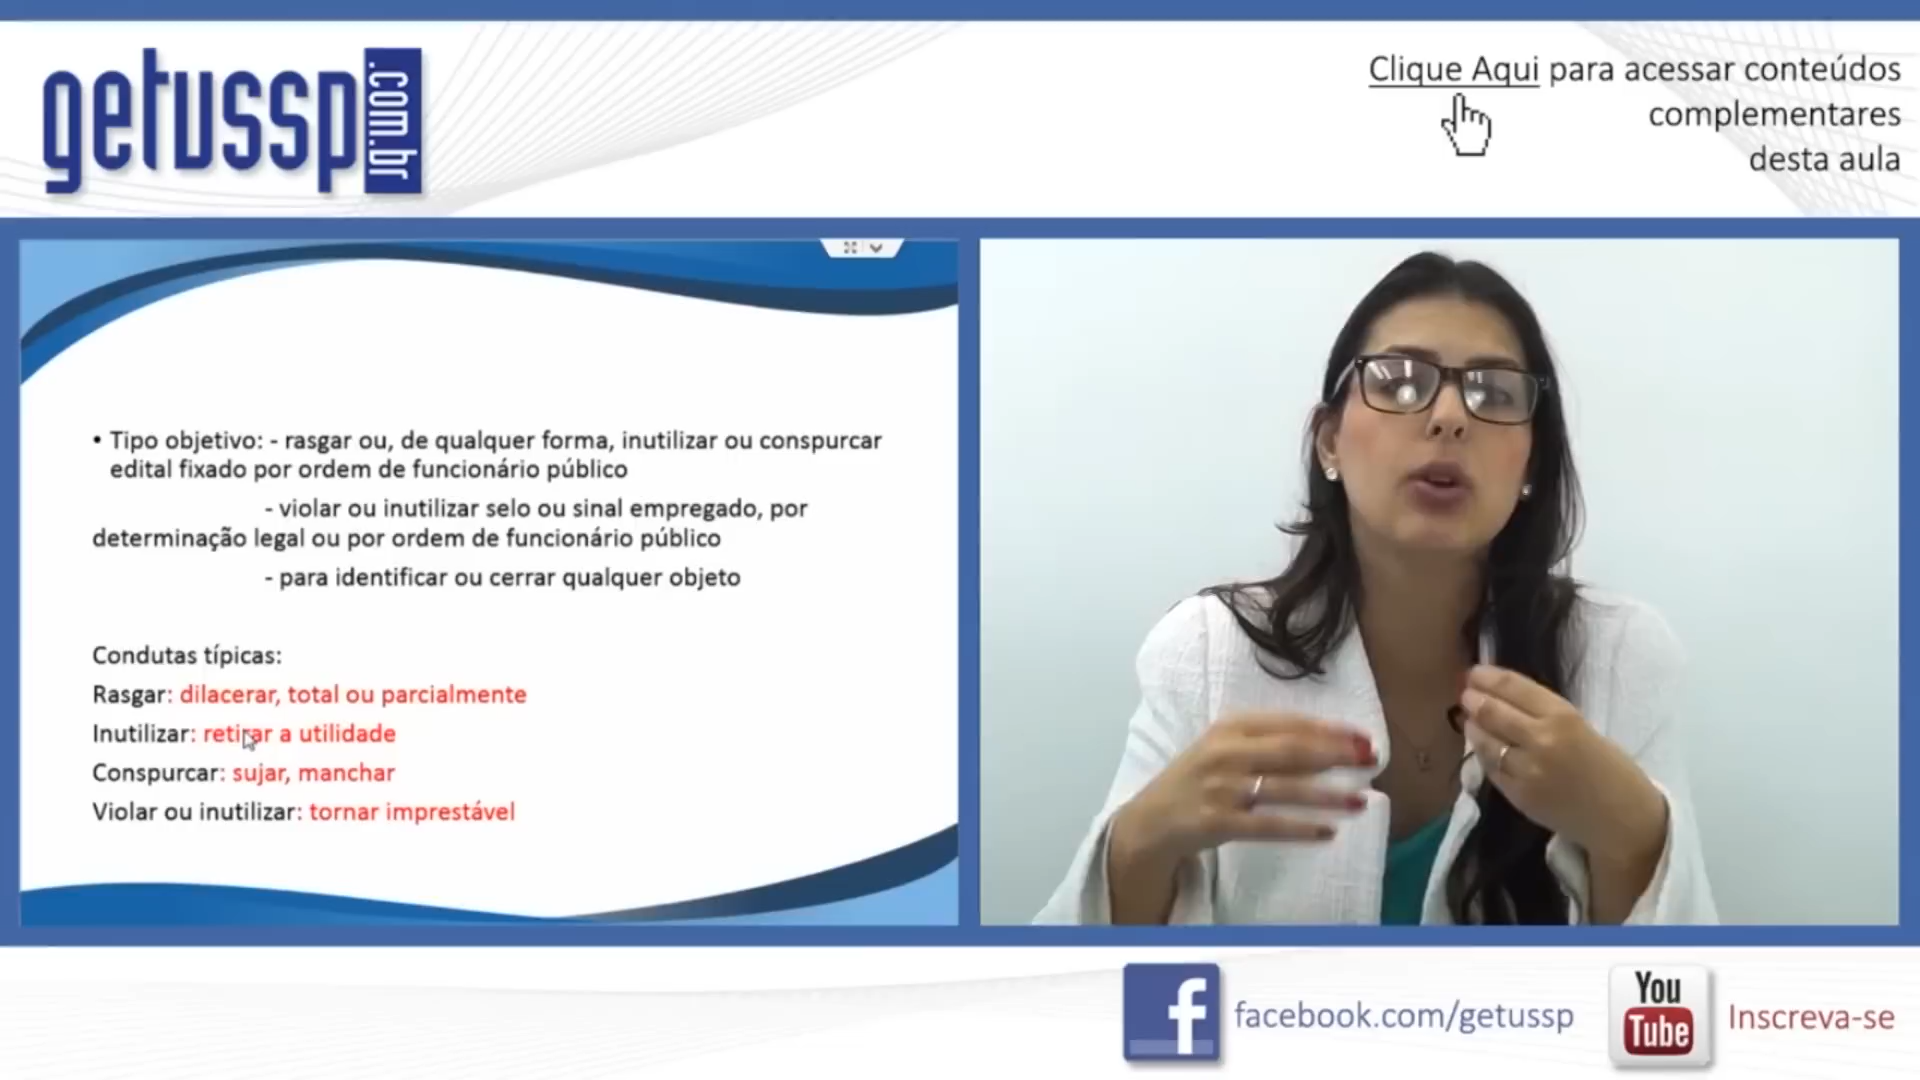 getussp.com.br
Clique Aqui para acessar conteúdos
complementares
desta aula
• Tipo objetivo: - rasgar ou, de qualquer forma, inutilizar ou conspurcar
edital fixado por ordem de funcionário público
- violar ou inutilizar selo ou sinal empregado, por
determinação legal ou por ordem de funcionário público
- para identificar ou cerrar qualquer objeto
Condutas típicas:
Rasgar: dilacerar, total ou parcialmente
Inutilizar: retirar a utilidade
Conspurcar: sujar, manchar
Violar ou inutilizar: tornar imprestável
f facebook.com/getussp
You
Tube
Inscreva-se